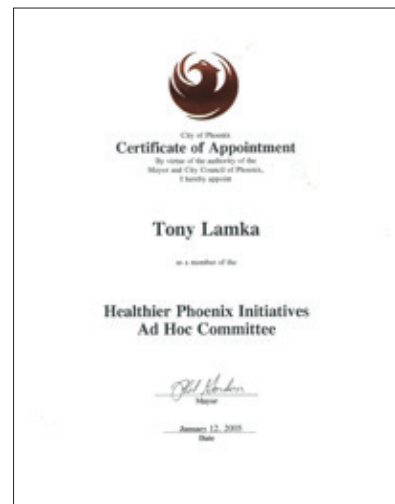 City of Phoenix
Certificate of Appointment
By virtue of the authority of the
Mayor and City Council of Phoenix,
I hereby appoint
Tony Lamka
as a member of the
Healthier Phoenix Initiatives
Ad Hoc Committee
Phil Gordon
Mayor
January 12, 2005
Date